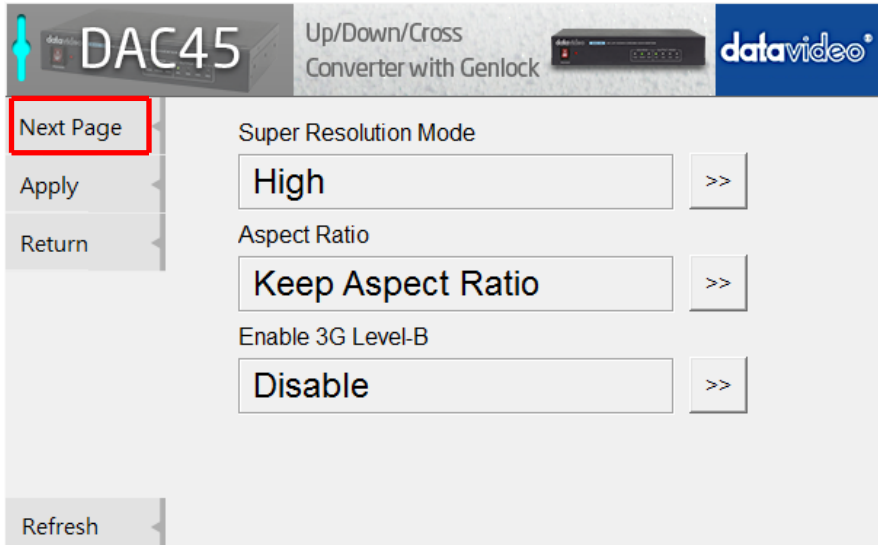 DAC45
Up/Down/Cross
Converter with Genlock
datavideo
Next Page
Apply
Return
Refresh
Super Resolution Mode
High
>>
Aspect Ratio
Keep Aspect Ratio
>>
Enable 3G Level-B
Disable
>>